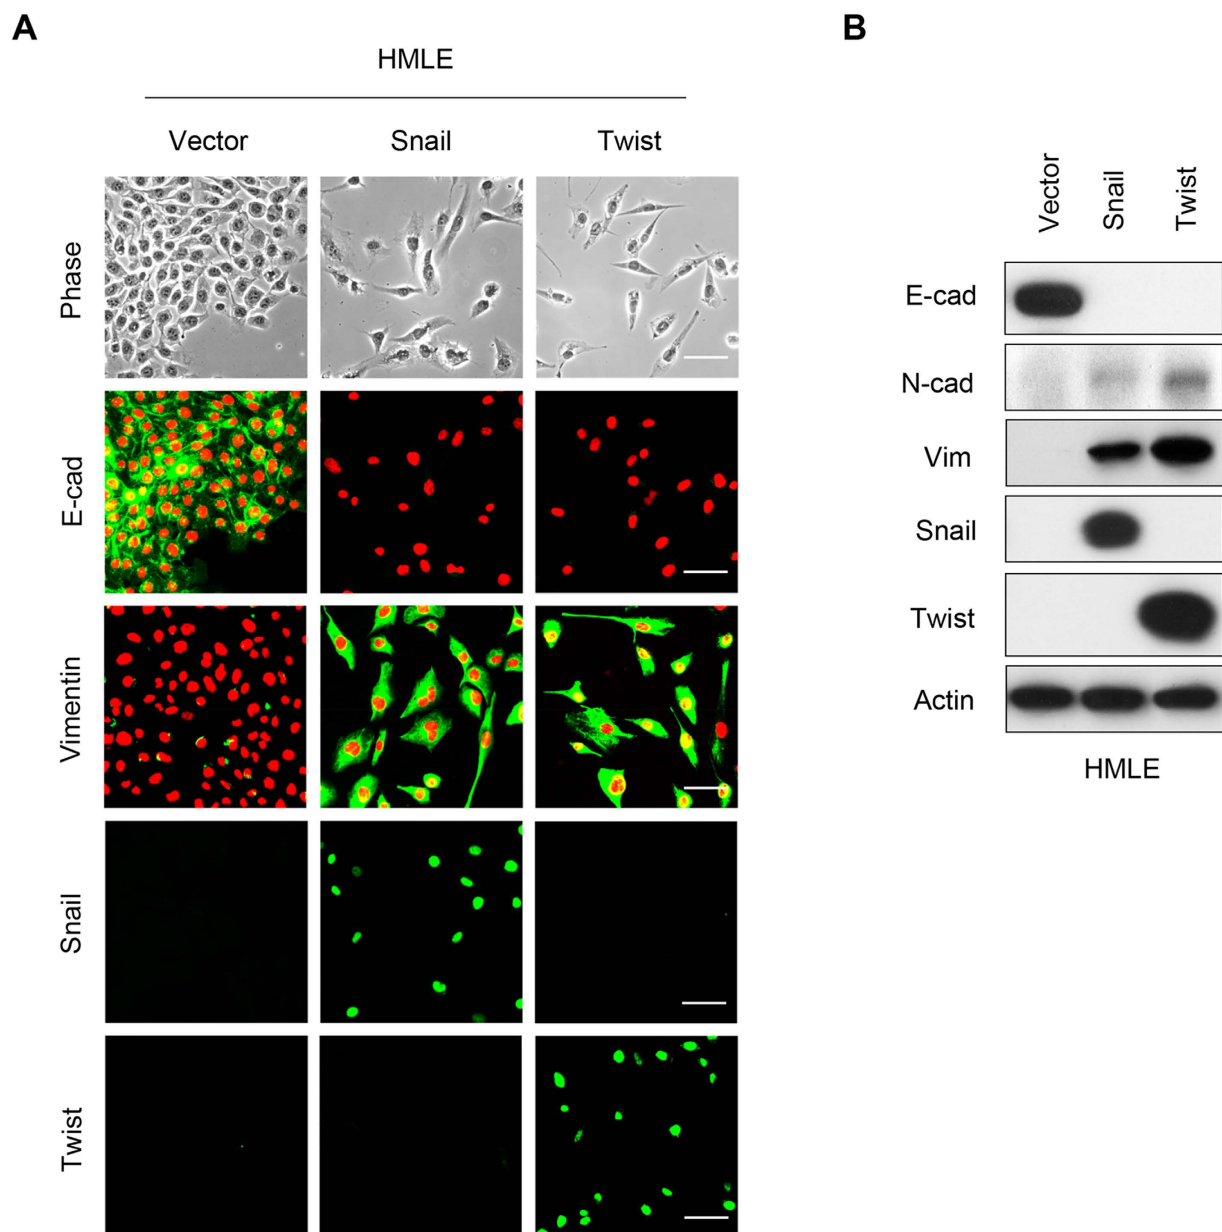 A
HMLE
Vector Snail Twist
Phase
E-cad
Vimentin
Snail
Twist
B
Vector Snail Twist
E-cad
N-cad
Vim
Snail
Twist
Actin
HMLE